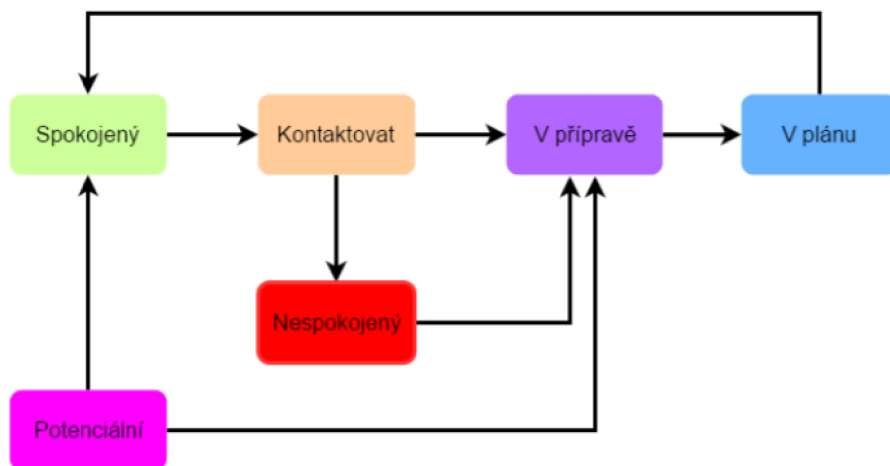 Spokojený
Kontaktovat
V přípravě
V plánu
Nespokojený
Potenciální